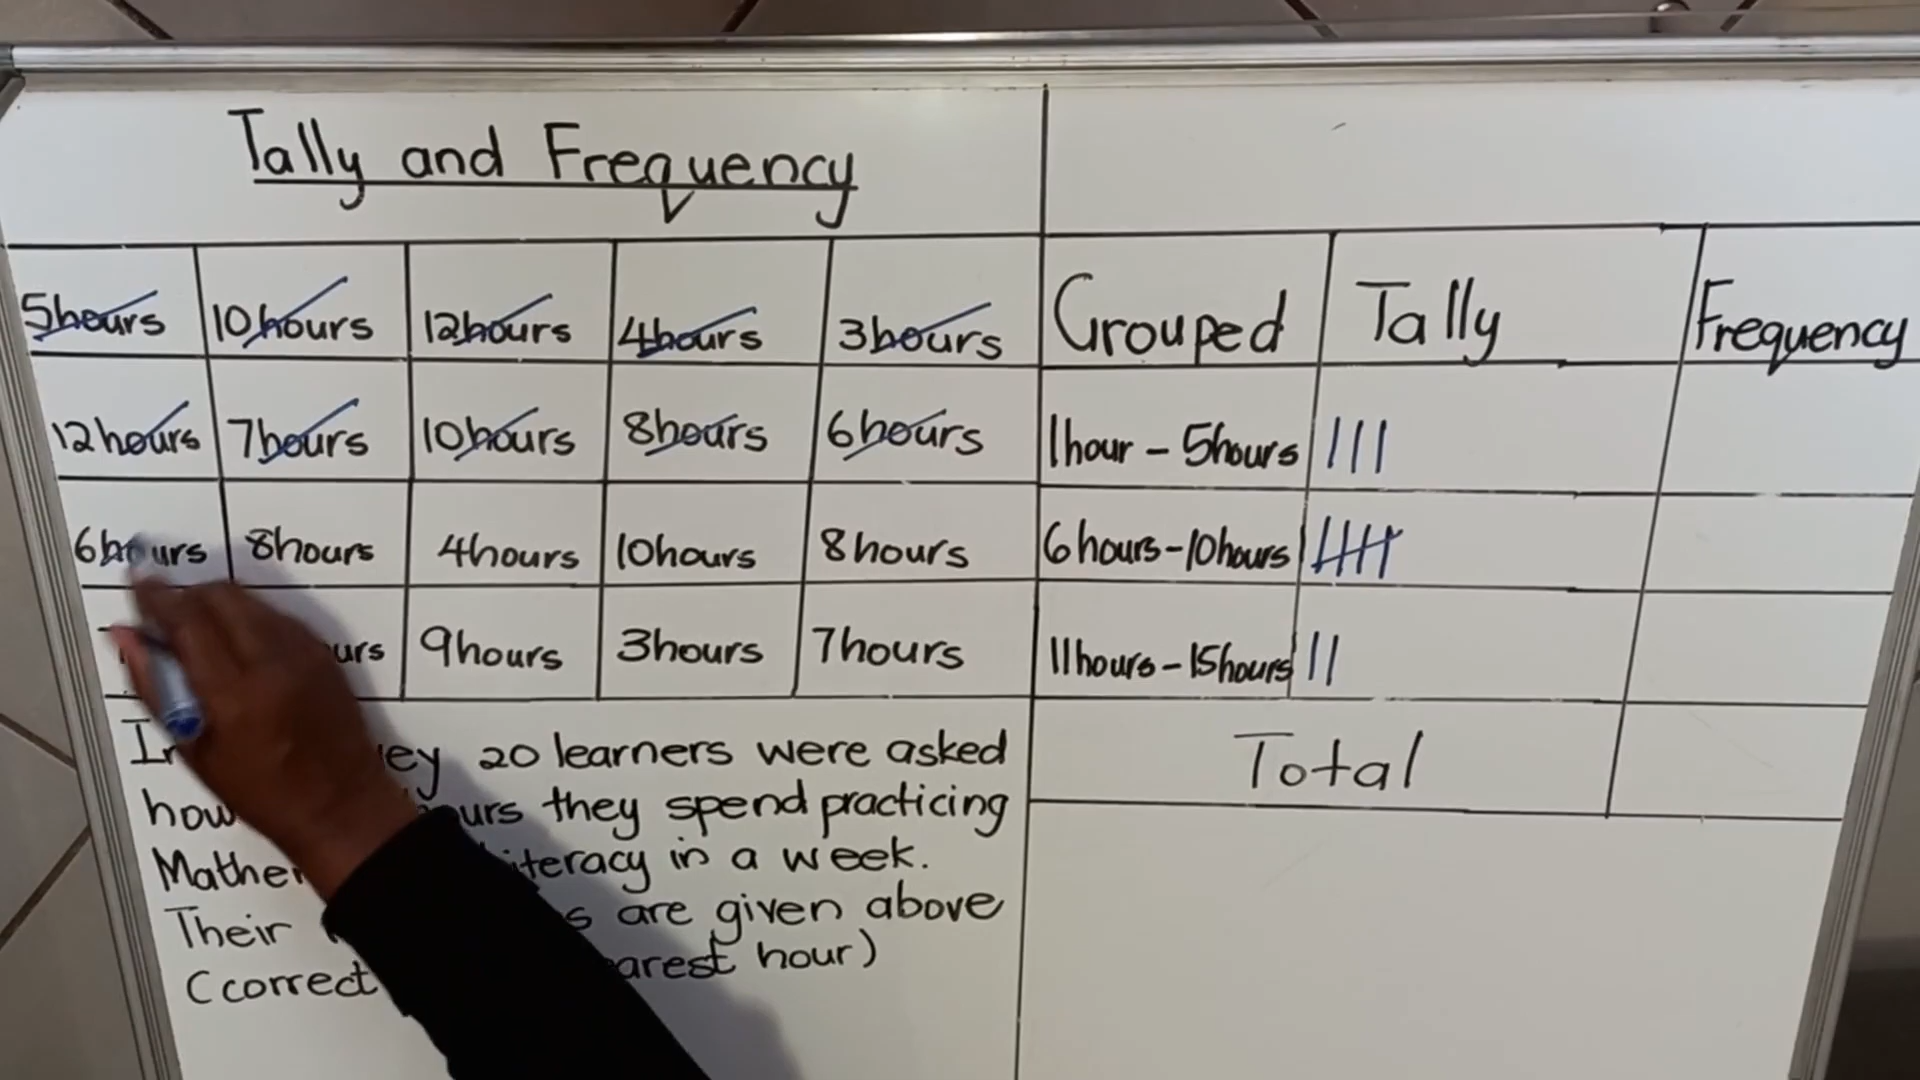 Tally and Frequency
5hours 10hours 12hours 4hours 3hours Grouped Tally Frequency
12hours 7hours 10hours 8hours 6hours 1hour - 5hours
6hours 8hours 4hours 10hours 8hours 6hours - 10hours
9hours 3hours 7hours 11hours - 15hours
20 learners were asked Total
they spend practicing
in a week.
Their are given above
(correct hour)